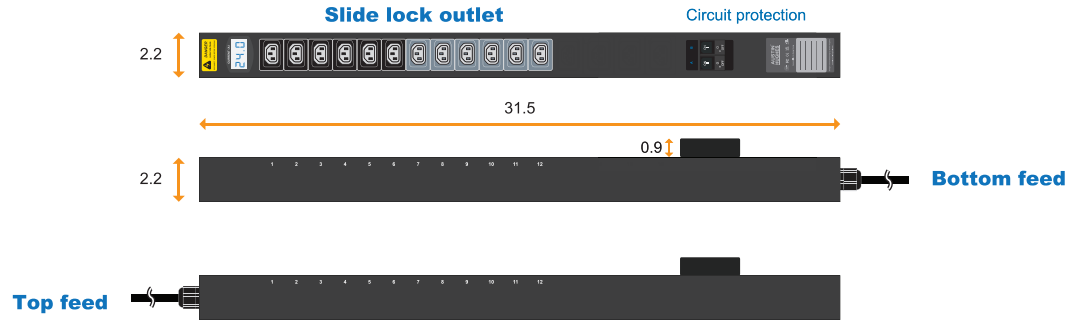 Slide lock outlet
Circuit protection
2.2
24.0
31.5
0.9
2.2
1 2 3 4 5 6 7 8 9 10 11 12
Bottom feed
1 2 3 4 5 6 7 8 9 10 11 12
Top feed